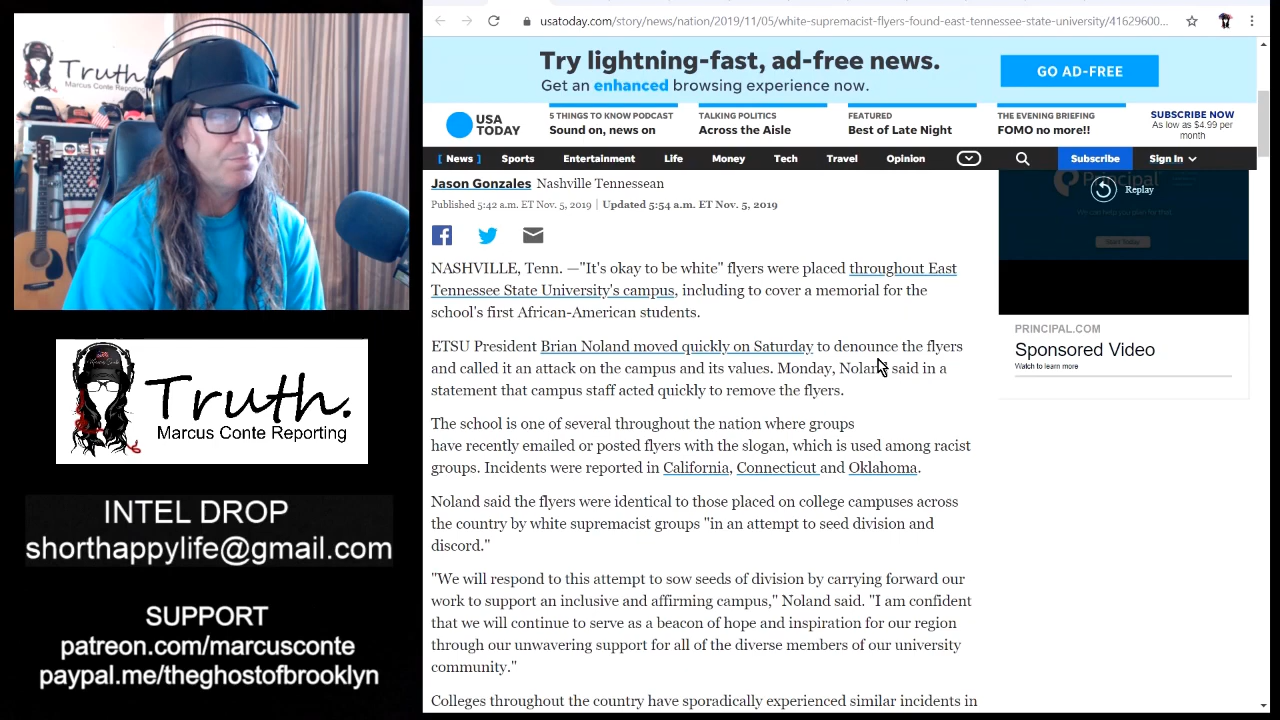 Truth.
Marcus Conte Reporting
Truth.
Marcus Conte Reporting
INTEL DROP
shorthappylife@gmail.com
SUPPORT
patreon.com/marcusconte
paypal.me/theghostofbrooklyn
usatoday.com/story/news/nation/2019/11/05/white-supremacist-flyers-found-east-tennessee-state-university/41629600...
Try lightning-fast, ad-free news.
Get an enhanced browsing experience now.
GO AD-FREE
USA
TODAY
5 THINGS TO KNOW PODCAST
Sound on, news on
TALKING POLITICS
Across the Aisle
FEATURED
Best of Late Night
THE EVENING BRIEFING
FOMO no more!!
SUBSCRIBE NOW
As low as $4.99 per
month
[ News ] Sports Entertainment Life Money Tech Travel Opinion Subscribe Sign In
Jason Gonzales Nashville Tennessean
Published 5:42 a.m. ET Nov. 5, 2019 | Updated 5:54 a.m. ET Nov. 5, 2019
NASHVILLE, Tenn. —"It's okay to be white" flyers were placed throughout East
Tennessee State University's campus, including to cover a memorial for the
school's first African-American students.
ETSU President Brian Noland moved quickly on Saturday to denounce the flyers
and called it an attack on the campus and its values. Monday, Noland said in a
statement that campus staff acted quickly to remove the flyers.
The school is one of several throughout the nation where groups
have recently emailed or posted flyers with the slogan, which is used among racist
groups. Incidents were reported in California, Connecticut and Oklahoma.
Noland said the flyers were identical to those placed on college campuses across
the country by white supremacist groups "in an attempt to seed division and
discord."
"We will respond to this attempt to sow seeds of division by carrying forward our
work to support an inclusive and affirming campus," Noland said. "I am confident
that we will continue to serve as a beacon of hope and inspiration for our region
through our unwavering support for all of the diverse members of our university
community."
Colleges throughout the country have sporadically experienced similar incidents in
Principal
Replay
We can help you plan for that.
Start Today
PRINCIPAL.COM
Sponsored Video
Watch to learn more